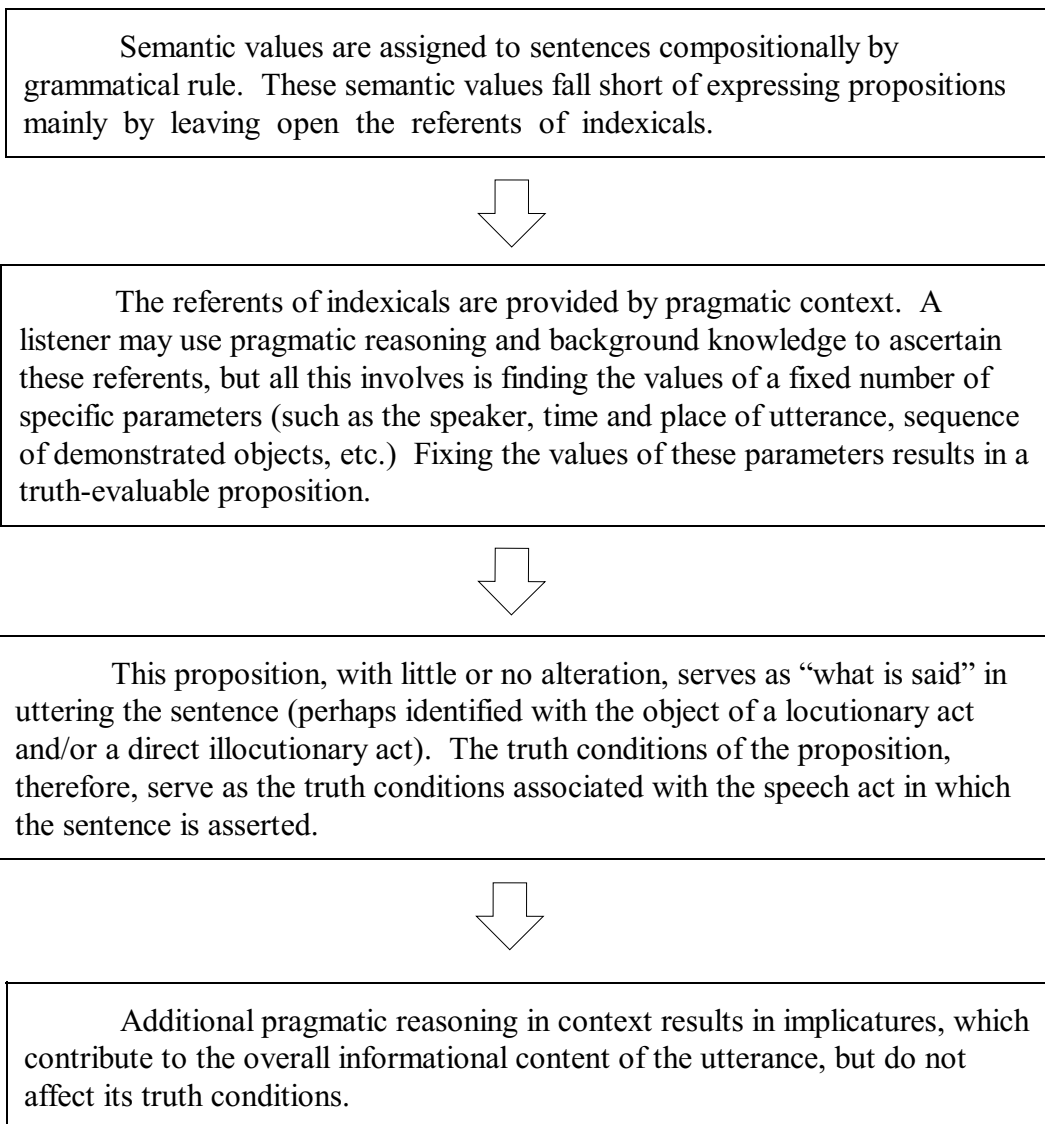 Semantic values are assigned to sentences compositionally by
grammatical rule. These semantic values fall short of expressing propositions
mainly by leaving open the referents of indexicals.
The referents of indexicals are provided by pragmatic context. A
listener may use pragmatic reasoning and background knowledge to ascertain
these referents, but all this involves is finding the values of a fixed number of
specific parameters (such as the speaker, time and place of utterance, sequence
of demonstrated objects, etc.) Fixing the values of these parameters results in a
truth-evaluable proposition.
This proposition, with little or no alteration, serves as “what is said” in
uttering the sentence (perhaps identified with the object of a locutionary act
and/or a direct illocutionary act). The truth conditions of the proposition,
therefore, serve as the truth conditions associated with the speech act in which
the sentence is asserted.
Additional pragmatic reasoning in context results in implicatures, which
contribute to the overall informational content of the utterance, but do not
affect its truth conditions.